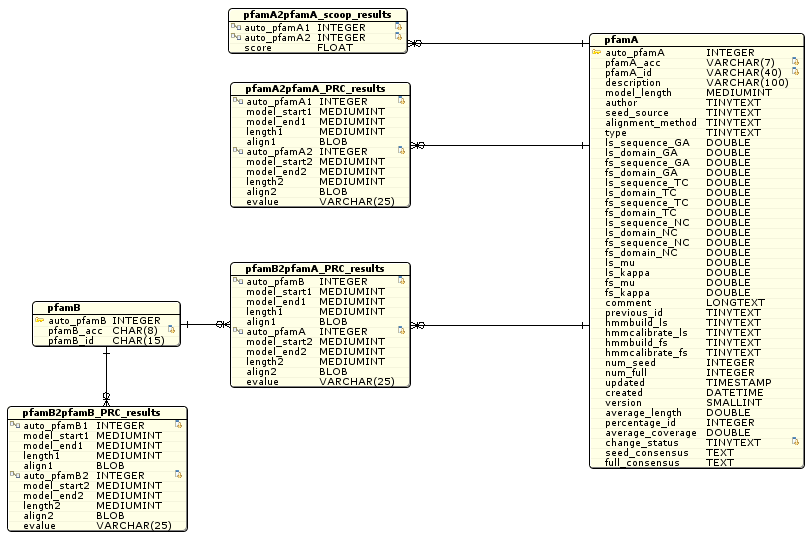 pfamA2pfamA_scoop_results
auto_pfamA1 INTEGER
auto_pfamA2 INTEGER
score FLOAT
pfamA2pfamA_PRC_results
auto_pfamA1 INTEGER
model_start1 MEDIUMINT
model_end1 MEDIUMINT
length1 MEDIUMINT
align1 BLOB
auto_pfamA2 INTEGER
model_start2 MEDIUMINT
model_end2 MEDIUMINT
length2 MEDIUMINT
align2 BLOB
evalue VARCHAR(25)
pfamB2pfamA_PRC_results
auto_pfamB INTEGER
model_start1 MEDIUMINT
model_end1 MEDIUMINT
length1 MEDIUMINT
align1 BLOB
auto_pfamA INTEGER
model_start2 MEDIUMINT
model_end2 MEDIUMINT
length2 MEDIUMINT
align2 BLOB
evalue VARCHAR(25)
pfamB
auto_pfamB INTEGER
pfamB_acc CHAR(8)
pfamB_id CHAR(15)
pfamB2pfamB_PRC_results
auto_pfamB1 INTEGER
model_start1 MEDIUMINT
model_end1 MEDIUMINT
length1 MEDIUMINT
align1 BLOB
auto_pfamB2 INTEGER
model_start2 MEDIUMINT
model_end2 MEDIUMINT
length2 MEDIUMINT
align2 BLOB
evalue VARCHAR(25)
pfamA
auto_pfamA INTEGER
pfamA_acc VARCHAR(7)
pfamA_id VARCHAR(40)
description VARCHAR(100)
model_length MEDIUMINT
author TINYTEXT
seed_source TINYTEXT
alignment_method TINYTEXT
type TINYTEXT
ls_sequence_GA DOUBLE
ls_domain_GA DOUBLE
fs_sequence_GA DOUBLE
fs_domain_GA DOUBLE
ls_sequence_TC DOUBLE
ls_domain_TC DOUBLE
fs_sequence_TC DOUBLE
fs_domain_TC DOUBLE
ls_sequence_NC DOUBLE
ls_domain_NC DOUBLE
fs_sequence_NC DOUBLE
fs_domain_NC DOUBLE
ls_mu DOUBLE
ls_kappa DOUBLE
fs_mu DOUBLE
fs_kappa DOUBLE
comment LONGTEXT
previous_id TINYTEXT
hmmbuild_ls TINYTEXT
hmmcalibrate_ls TINYTEXT
hmmbuild_fs TINYTEXT
hmmcalibrate_fs TINYTEXT
num_seed INTEGER
num_full INTEGER
updated TIMESTAMP
created DATETIME
version SMALLINT
average_length DOUBLE
percentage_id INTEGER
average_coverage DOUBLE
change_status TINYTEXT
seed_consensus TEXT
full_consensus TEXT